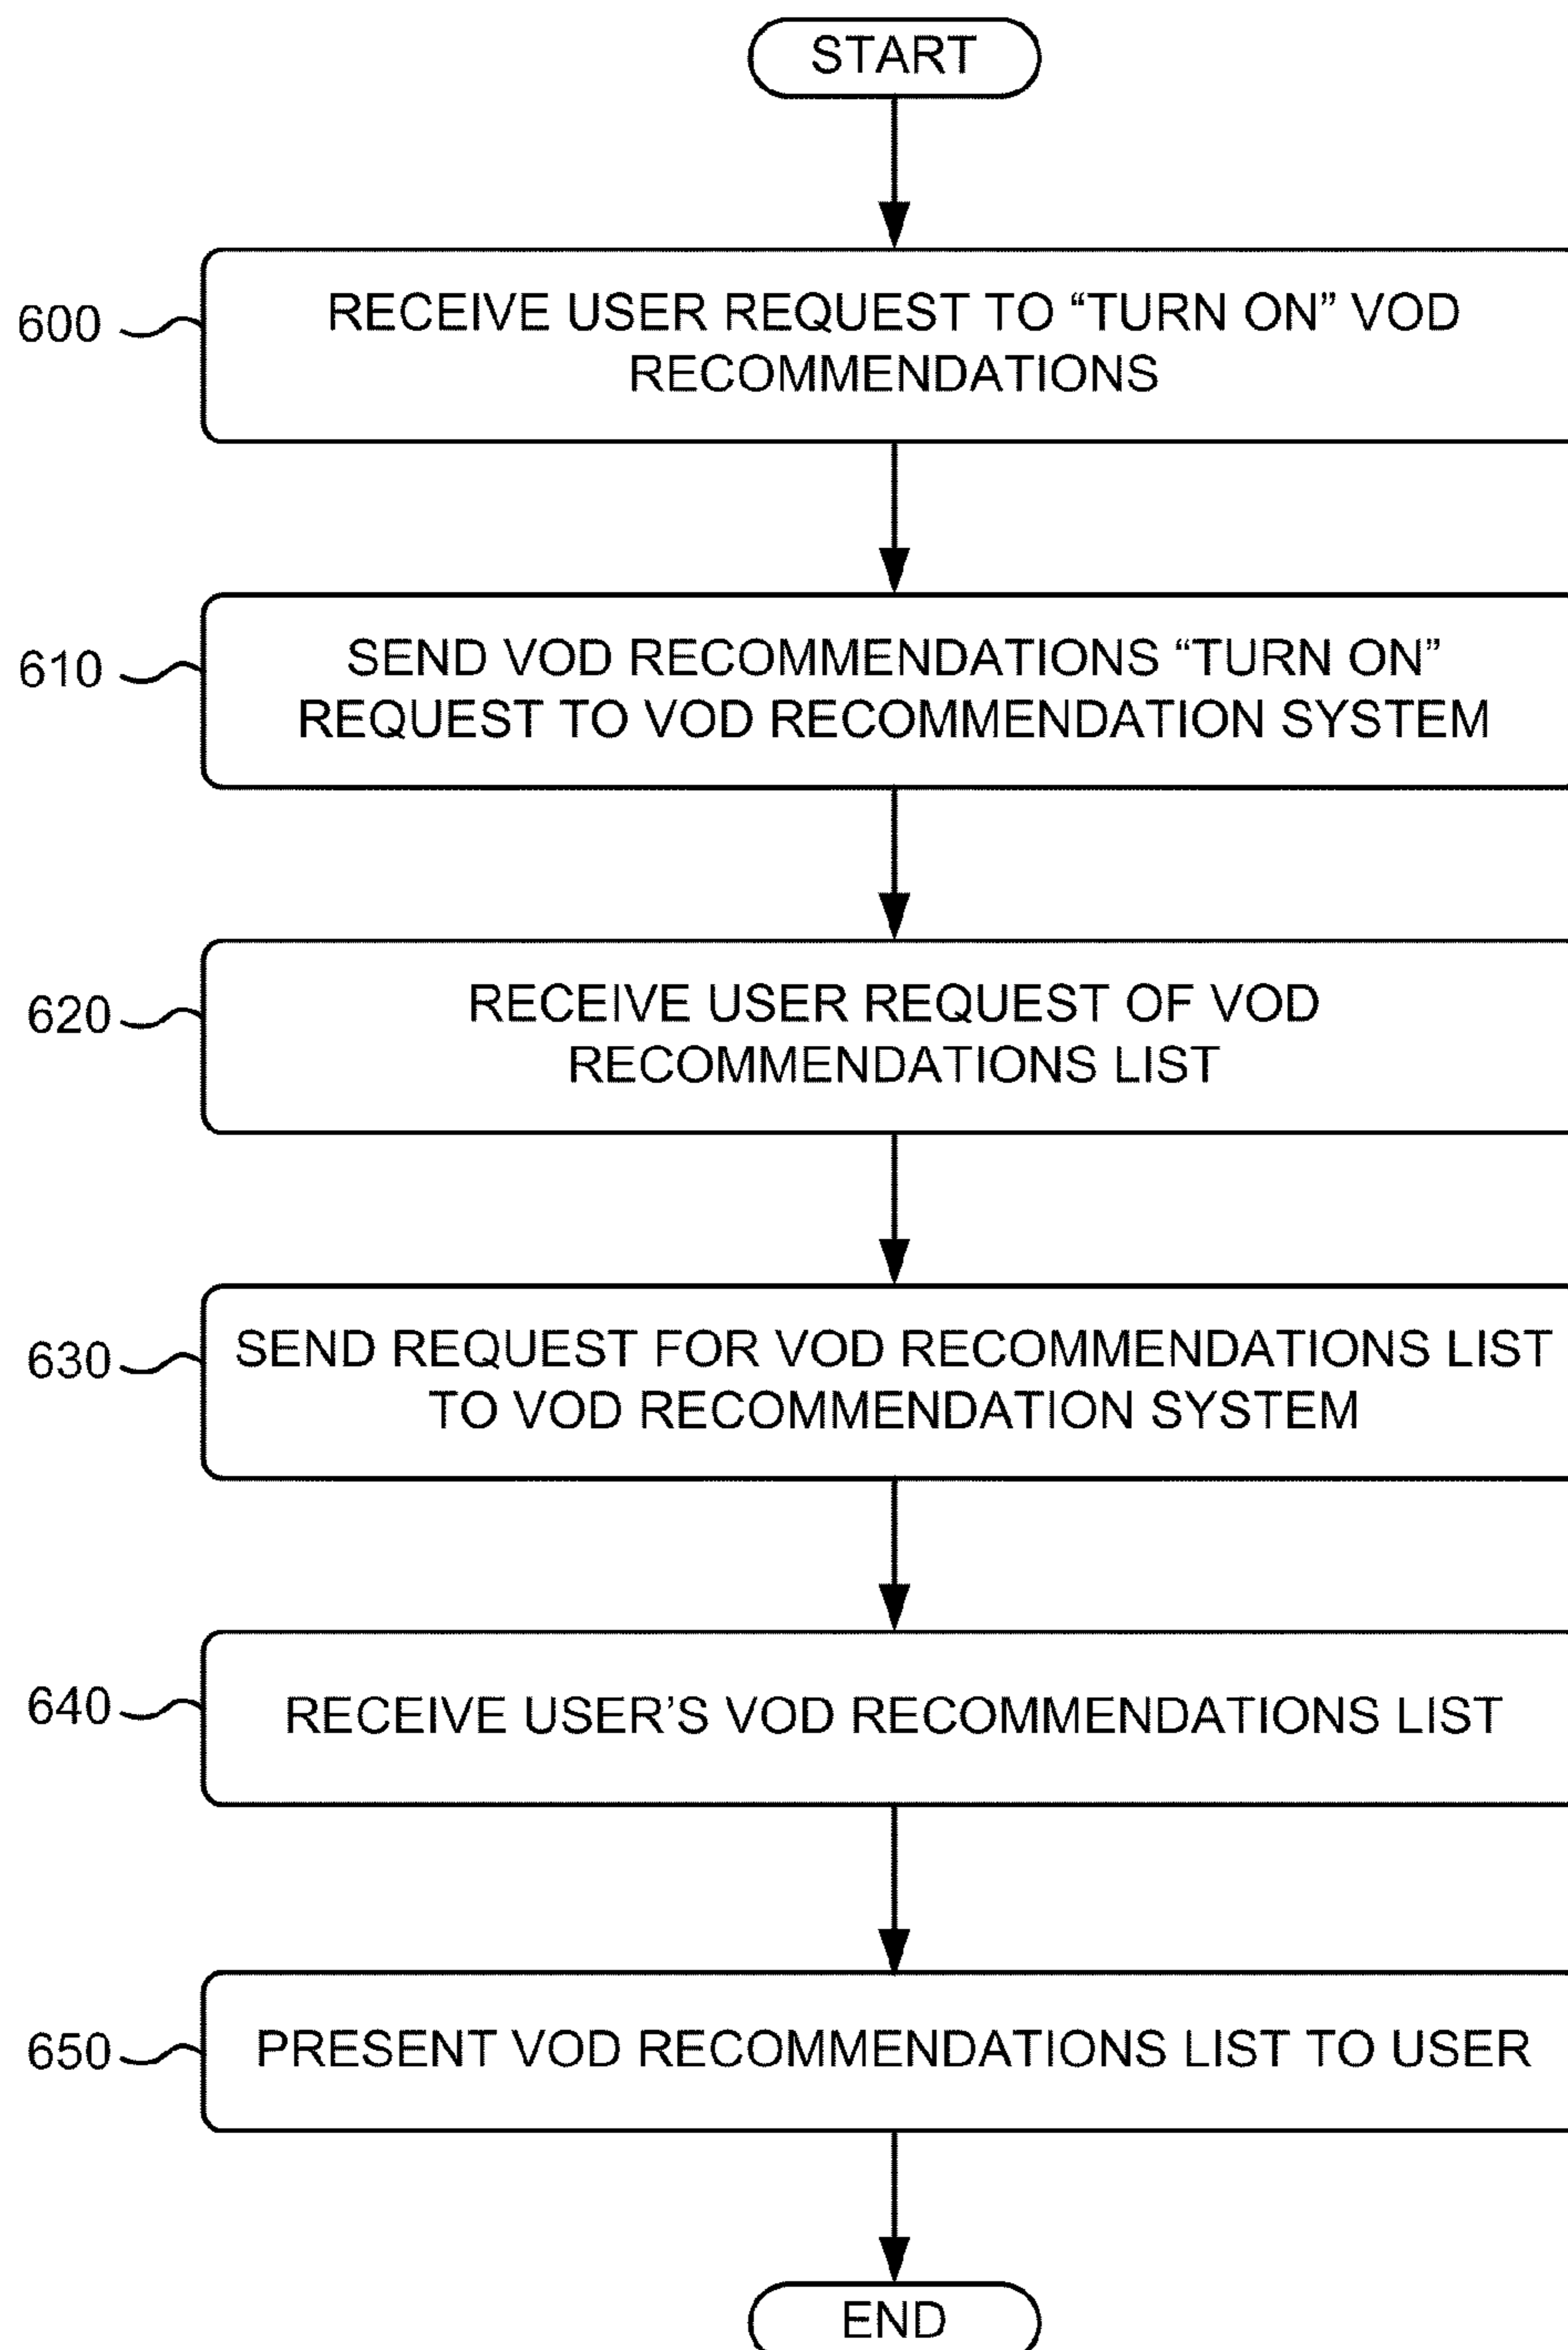 START
600
RECEIVE USER REQUEST TO “TURN ON” VOD
RECOMMENDATIONS
610
SEND VOD RECOMMENDATIONS “TURN ON”
REQUEST TO VOD RECOMMENDATION SYSTEM
620
RECEIVE USER REQUEST OF VOD
RECOMMENDATIONS LIST
630
SEND REQUEST FOR VOD RECOMMENDATIONS LIST
TO VOD RECOMMENDATION SYSTEM
640
RECEIVE USER’S VOD RECOMMENDATIONS LIST
650
PRESENT VOD RECOMMENDATIONS LIST TO USER
END